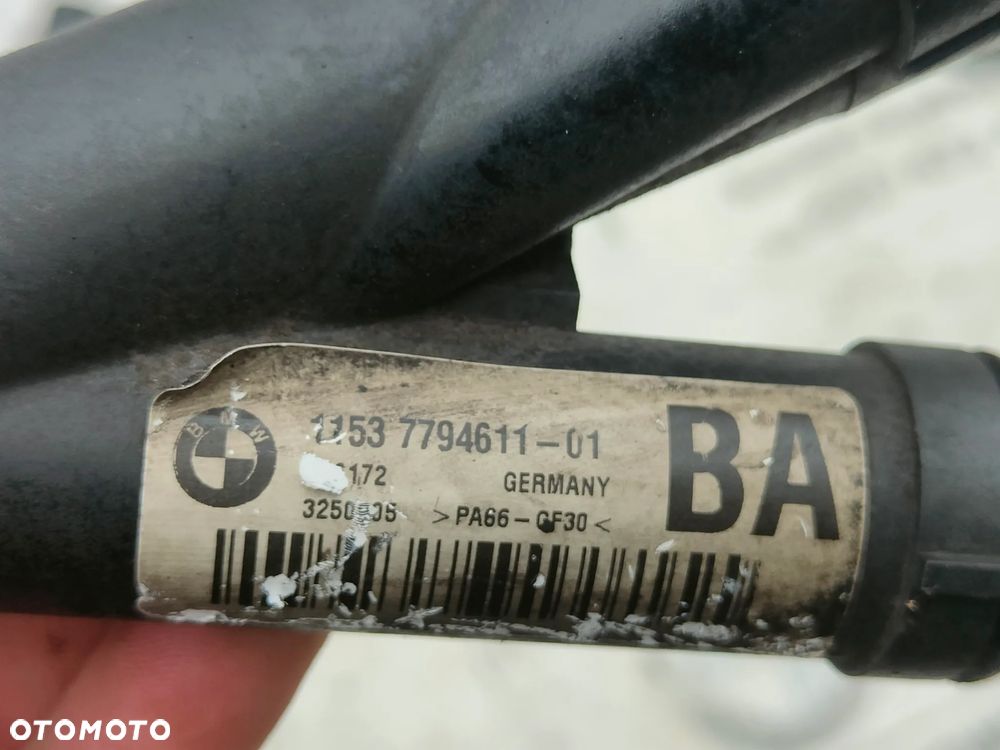 BMW
1153 7794611-01
BA
GERMANY
>PA66-GF30<
OTOMOTO